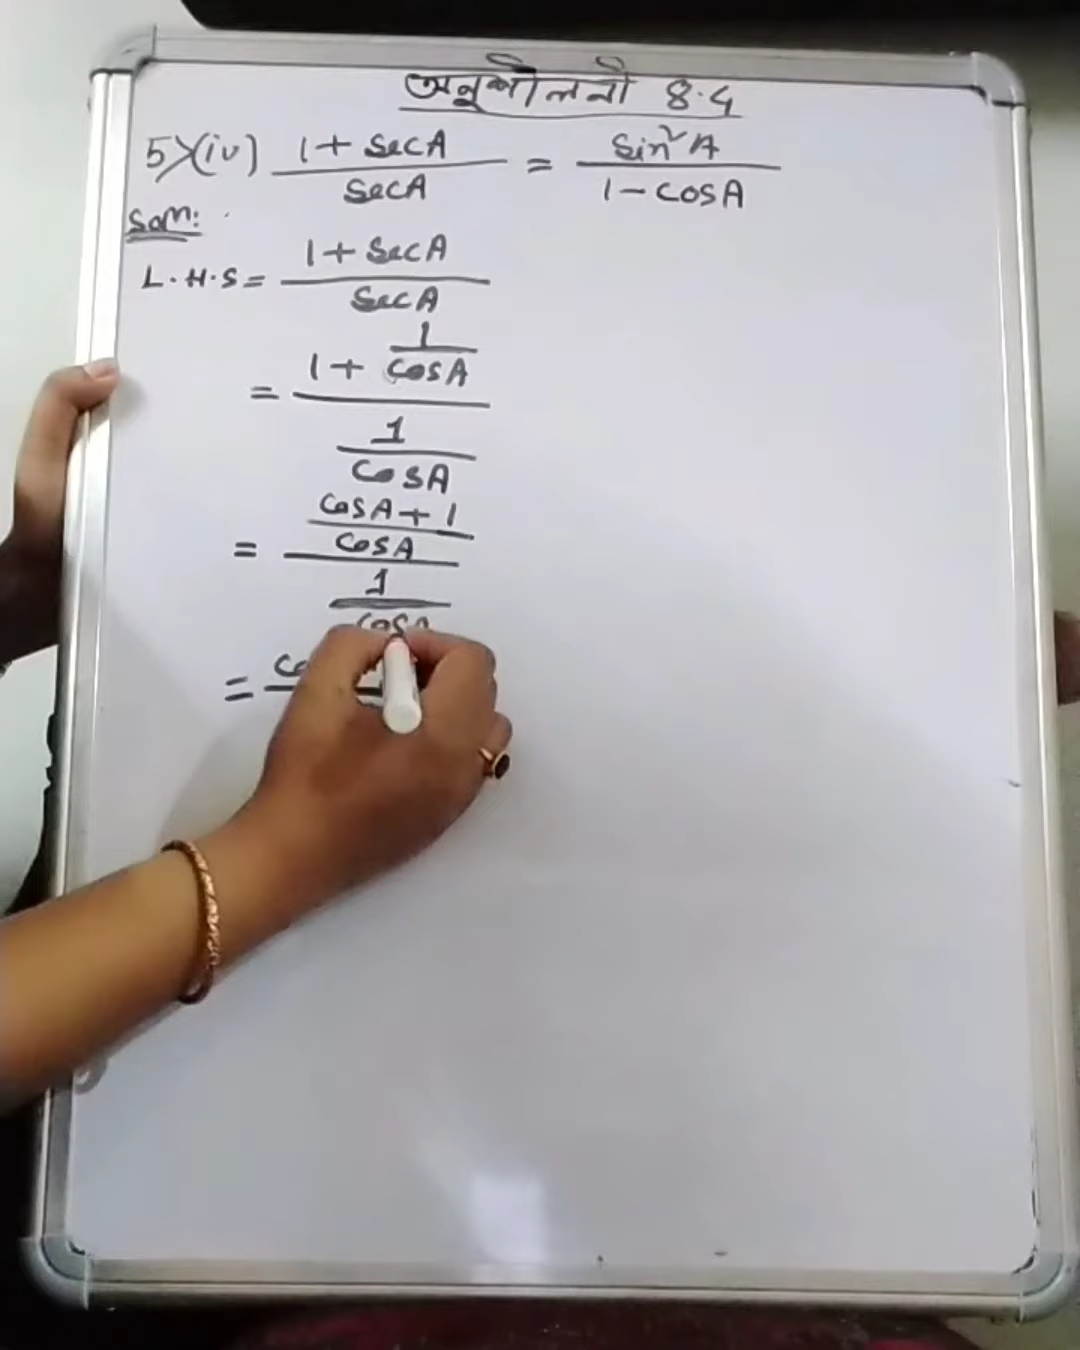 অনুশীলনী 8.4
5>(iv) 1 + secA / secA = sin²A / 1 - cosA
Som:
L.H.S = 1 + secA / secA
= 1 + 1/cosA / 1/cosA
= cosA + 1 / cosA / 1 / cosA
=